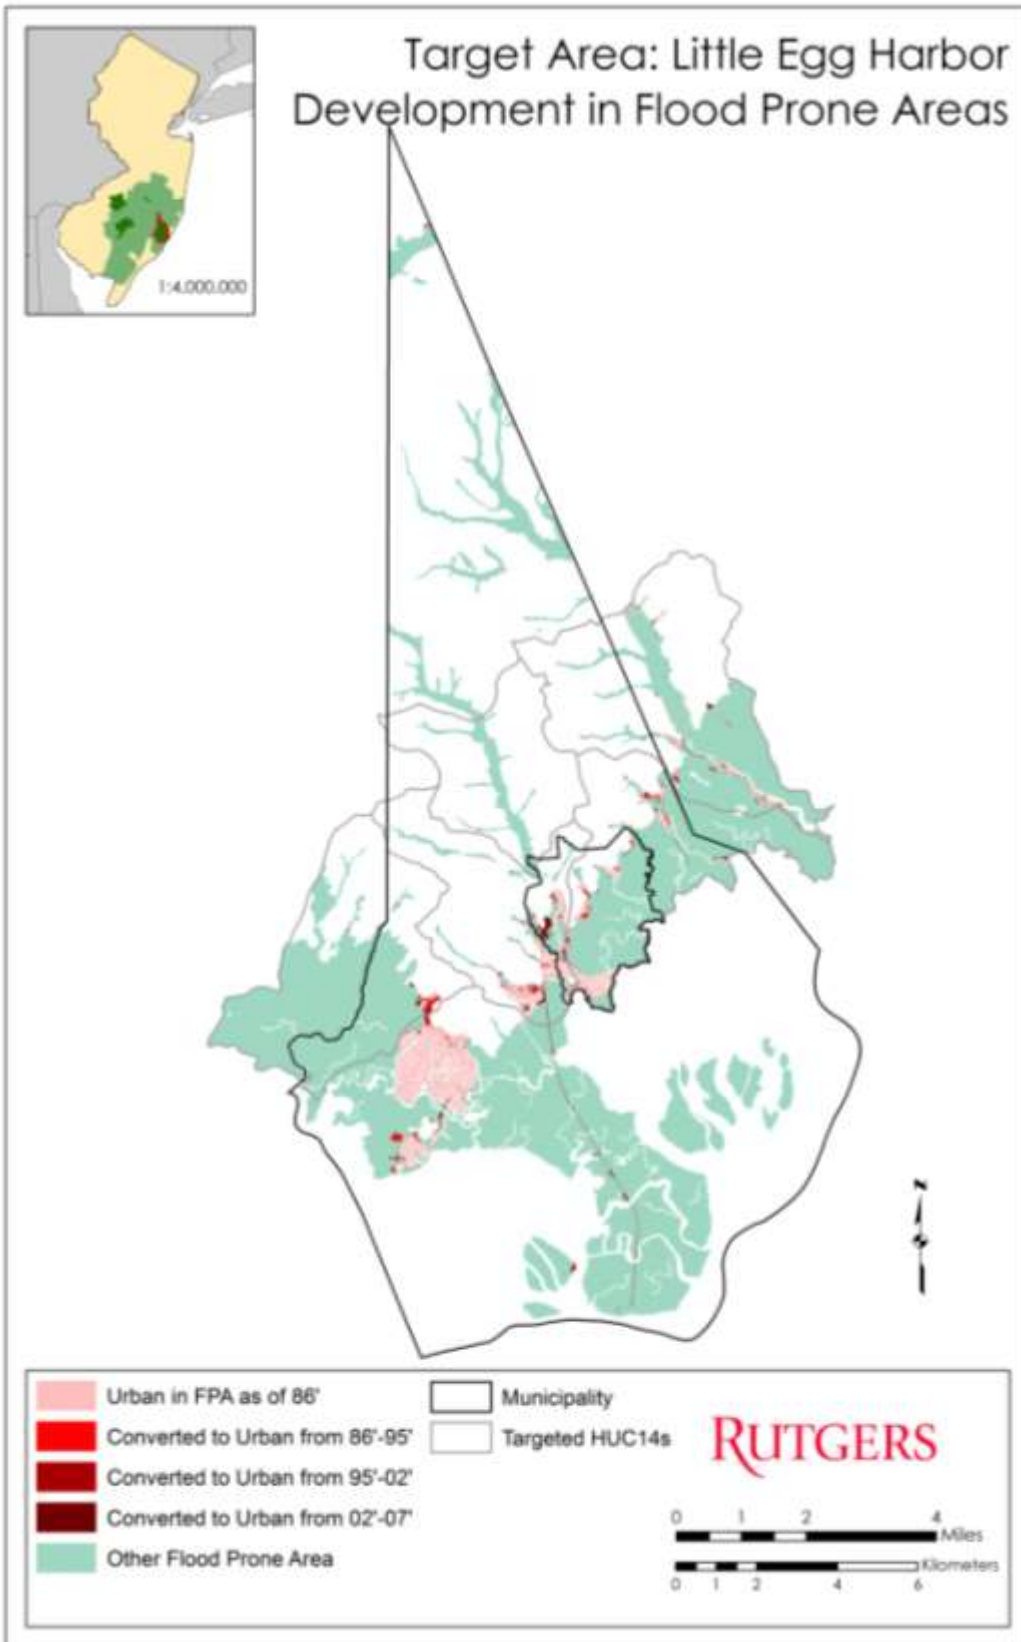 Target Area: Little Egg Harbor
Development in Flood Prone Areas
1:4,000,000
N
Urban in FPA as of 86'
Converted to Urban from 86'-95'
Converted to Urban from 95'-02'
Converted to Urban from 02'-07'
Other Flood Prone Area
Municipality
Targeted HUC14s
RUTGERS
0 1 2 4
Miles
Kilometers
0 1 2 4 6